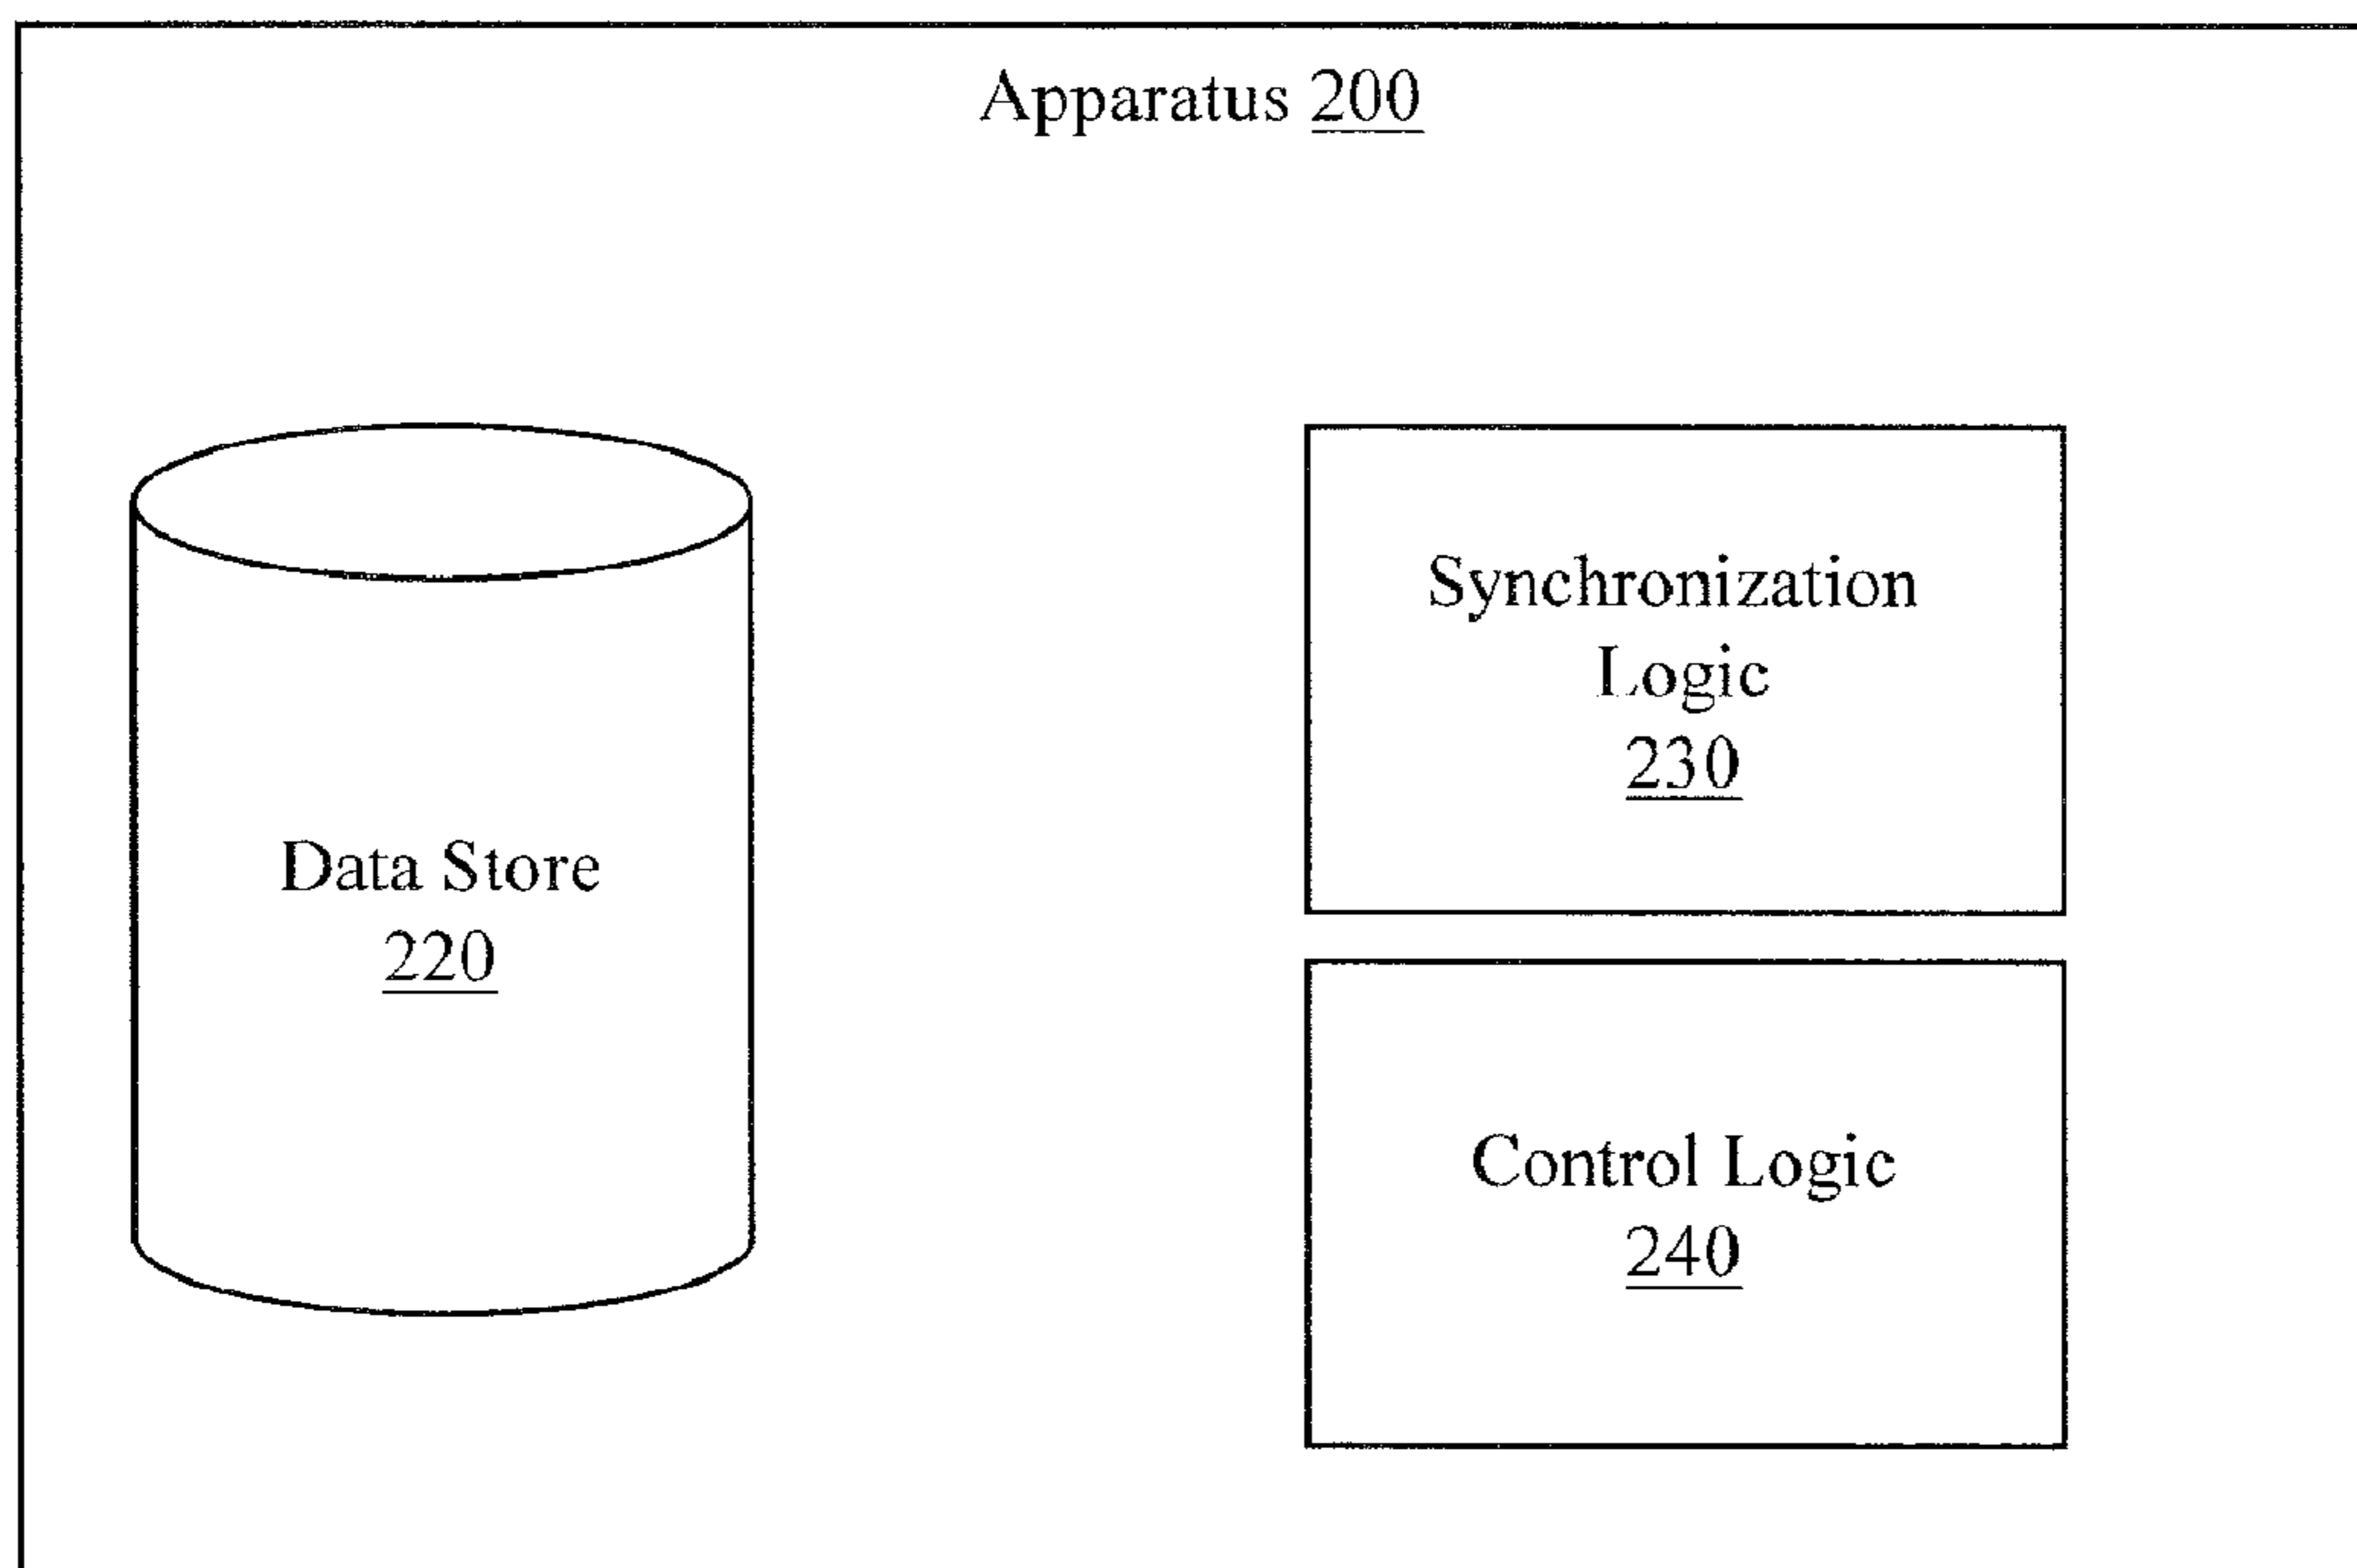 Apparatus 200
Data Store
220
Synchronization
Logic
230
Control Logic
240